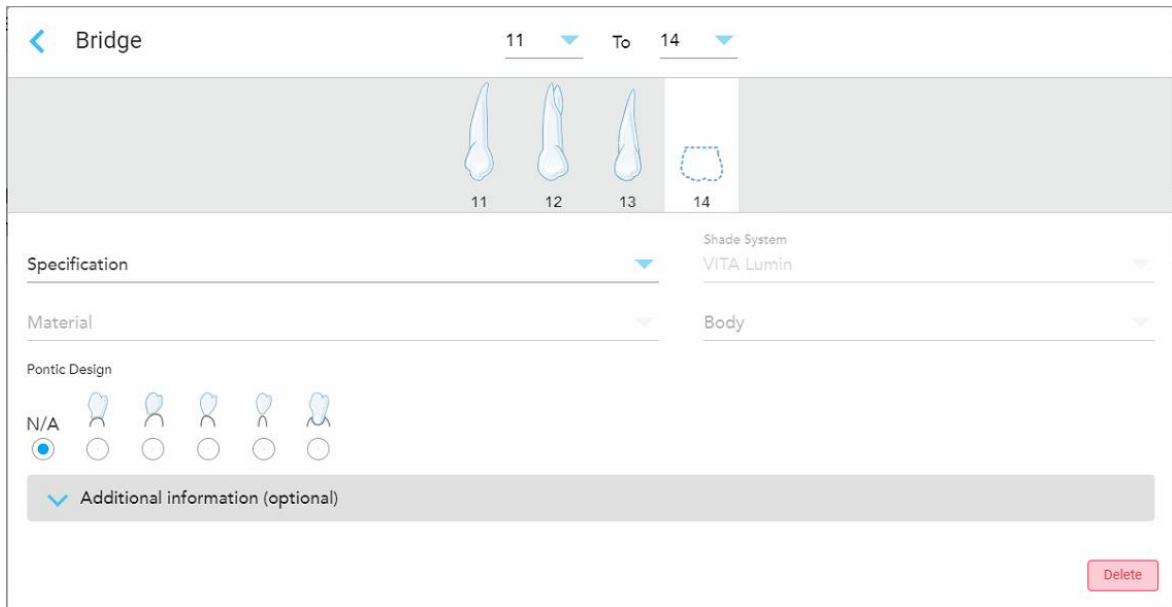 Bridge 11 To 14
11 12 13 14
Specification
Shade System
VITA Lumin
Material
Body
Pontic Design
N/A
Additional information (optional)
Delete